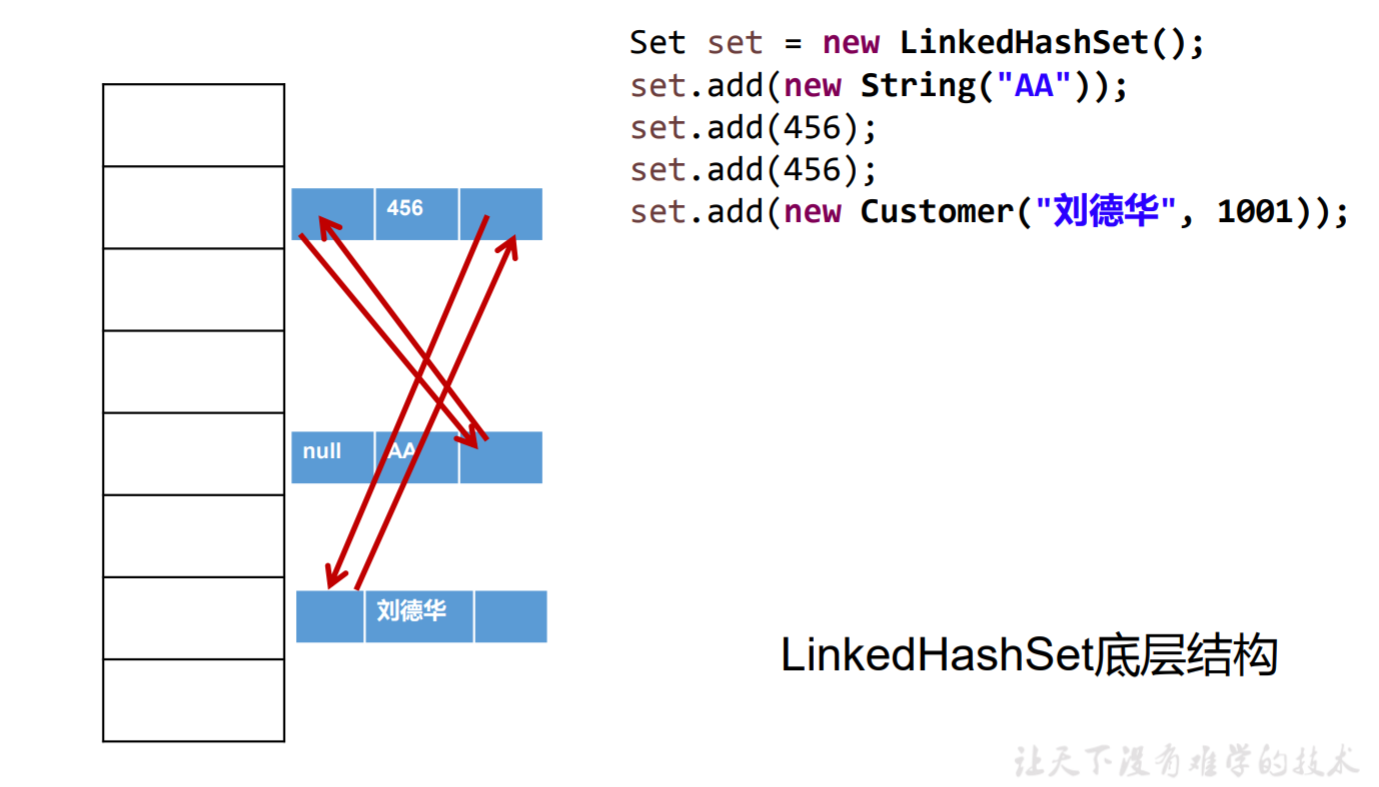 Set set = new LinkedHashSet();
set.add(new String("AA"));
set.add(456);
set.add(456);
set.add(new Customer("刘德华", 1001));
456
null AA
刘德华
LinkedHashSet底层结构
让天下没有难学的技术